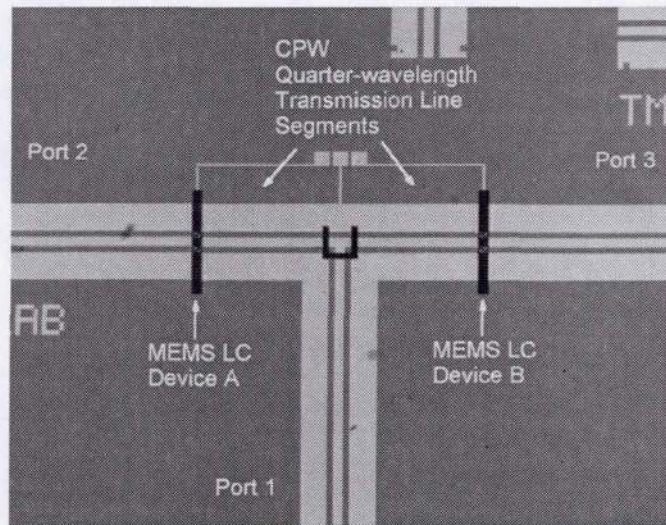 CPW
Quarter-wavelength
Transmission Line
Segments
TM
Port 2
Port 3
AB
MEMS LC
Device A
MEMS LC
Device B
Port 1